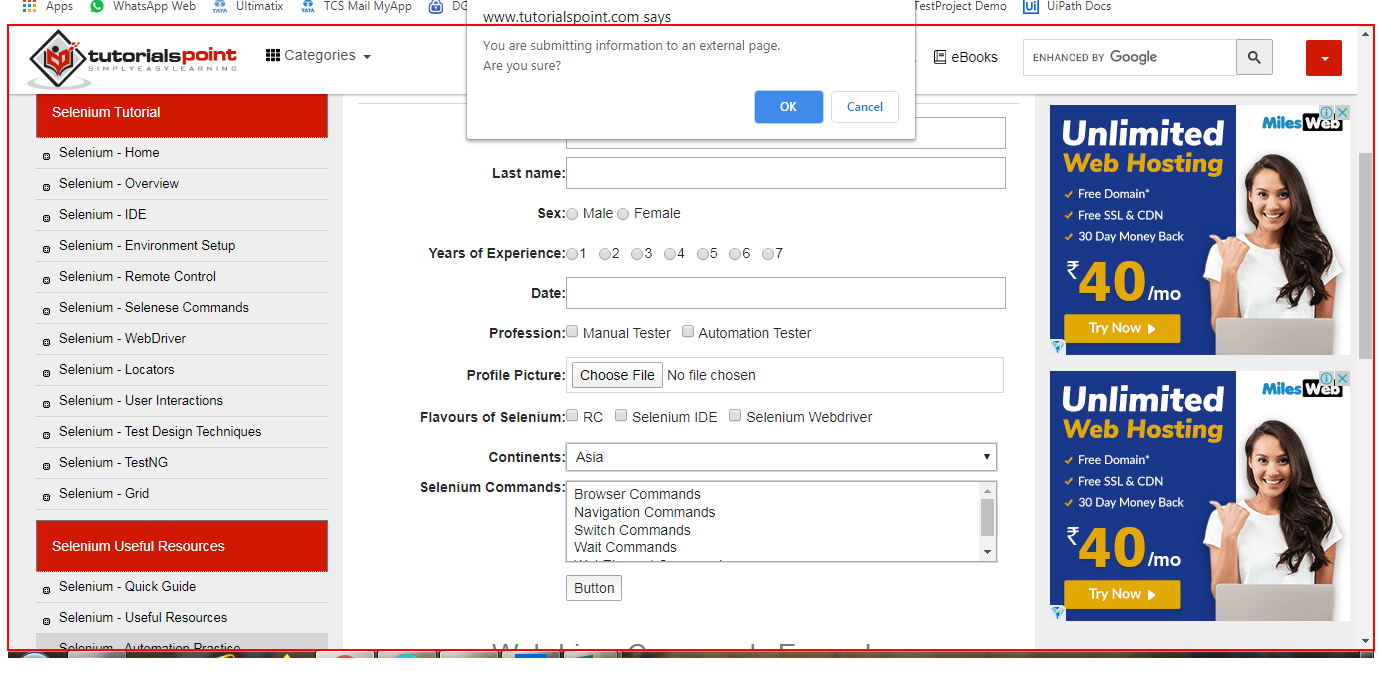 Apps WhatsApp Web Ultimatix TCS Mail MyApp TestProject Demo UiPath Docs
www.tutorialspoint.com says
You are submitting information to an external page.
Are you sure?
OK Cancel
tutorialspoint
SIMPLYEASYLEARNING
Categories
eBooks
ENHANCED BY Google
Selenium Tutorial
Selenium - Home
Selenium - Overview
Selenium - IDE
Selenium - Environment Setup
Selenium - Remote Control
Selenium - Selenese Commands
Selenium - WebDriver
Selenium - Locators
Selenium - User Interactions
Selenium - Test Design Techniques
Selenium - TestNG
Selenium - Grid
Selenium Useful Resources
Selenium - Quick Guide
Selenium - Useful Resources
Selenium - Automation Practice
Last name:
Sex: Male Female
Years of Experience: 1 2 3 4 5 6 7
Date:
Profession: Manual Tester Automation Tester
Profile Picture: Choose File No file chosen
Flavours of Selenium: RC Selenium IDE Selenium Webdriver
Continents: Asia
Selenium Commands:
Browser Commands
Navigation Commands
Switch Commands
Wait Commands
Button
MilesWeb
Unlimited
Web Hosting
Free Domain*
Free SSL & CDN
30 Day Money Back
₹40/mo
Try Now
MilesWeb
Unlimited
Web Hosting
Free Domain*
Free SSL & CDN
30 Day Money Back
₹40/mo
Try Now